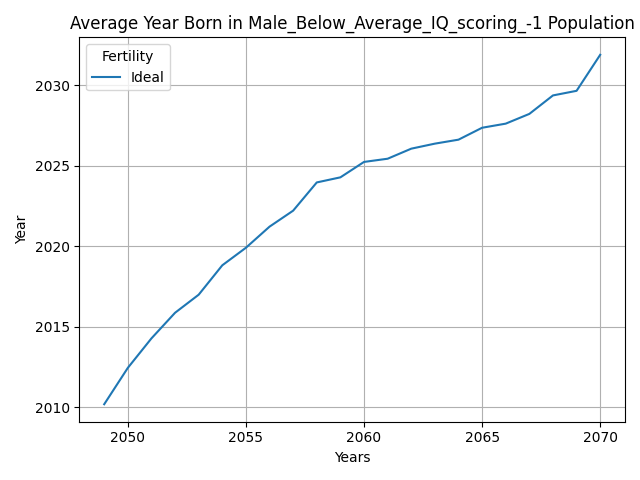 Average Year Born in Male_Below_Average_IQ_scoring_-1 Population
Fertility
Ideal
Year
2030
2025
2020
2015
2010
2050 2055 2060 2065 2070
Years